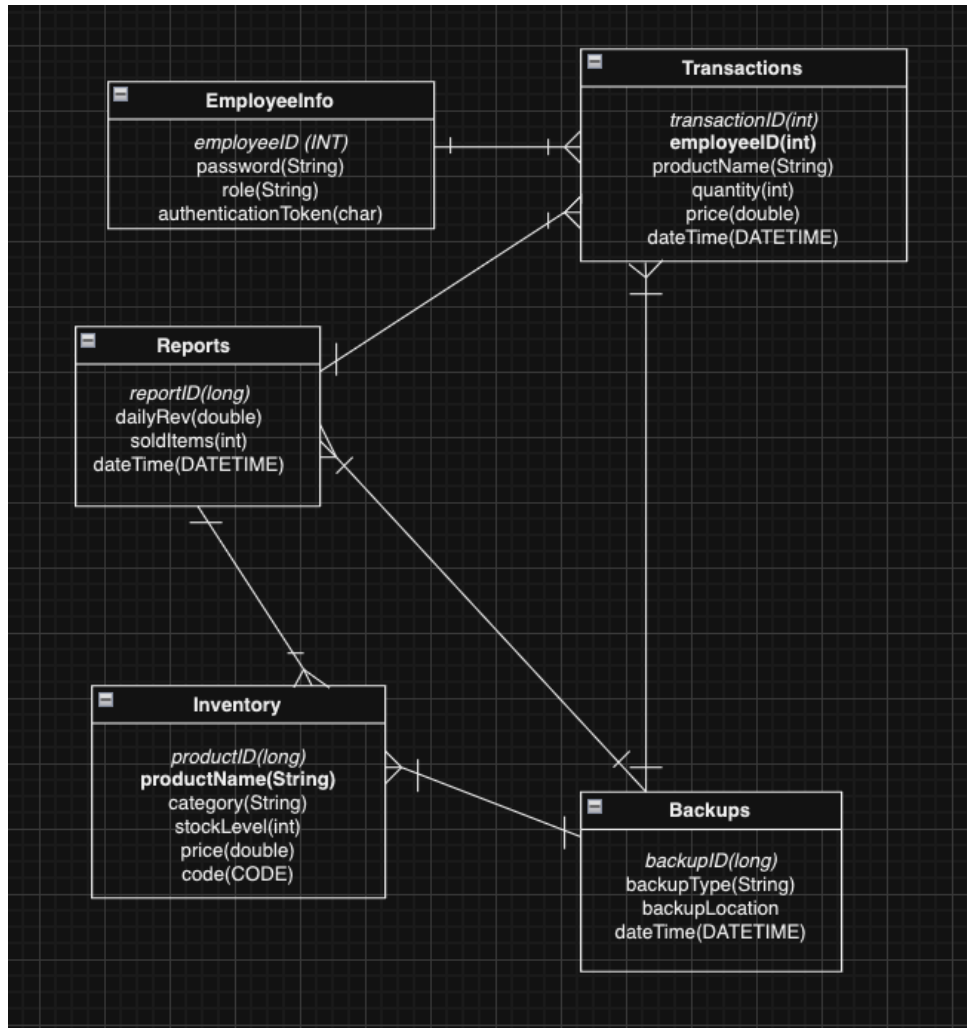 EmployeeInfo
employeeID (INT)
password(String)
role(String)
authenticationToken(char)
Transactions
transactionID(int)
employeeID(int)
productName(String)
quantity(int)
price(double)
dateTime(DATETIME)
Reports
reportID(long)
dailyRev(double)
soldItems(int)
dateTime(DATETIME)
Inventory
productID(long)
productName(String)
category(String)
stockLevel(int)
price(double)
code(CODE)
Backups
backupID(long)
backupType(String)
backupLocation
dateTime(DATETIME)